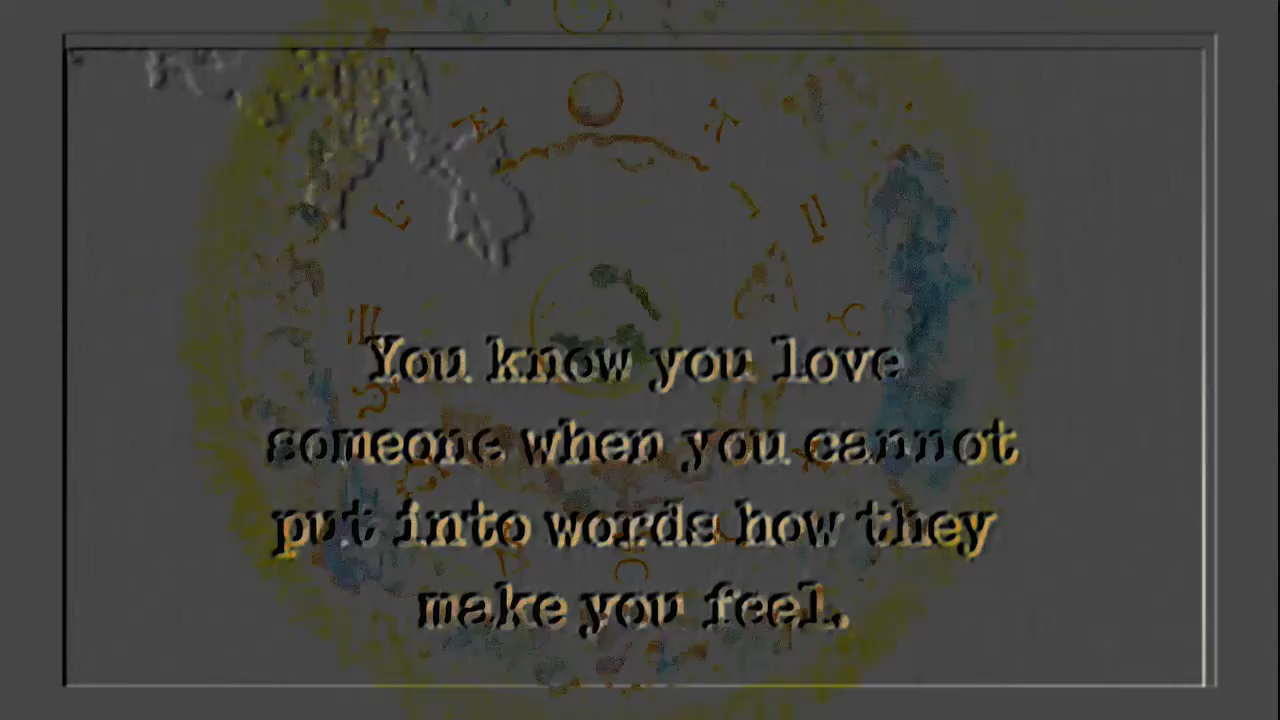 You know you love
someone when you cannot
put into words how they
make you feel.